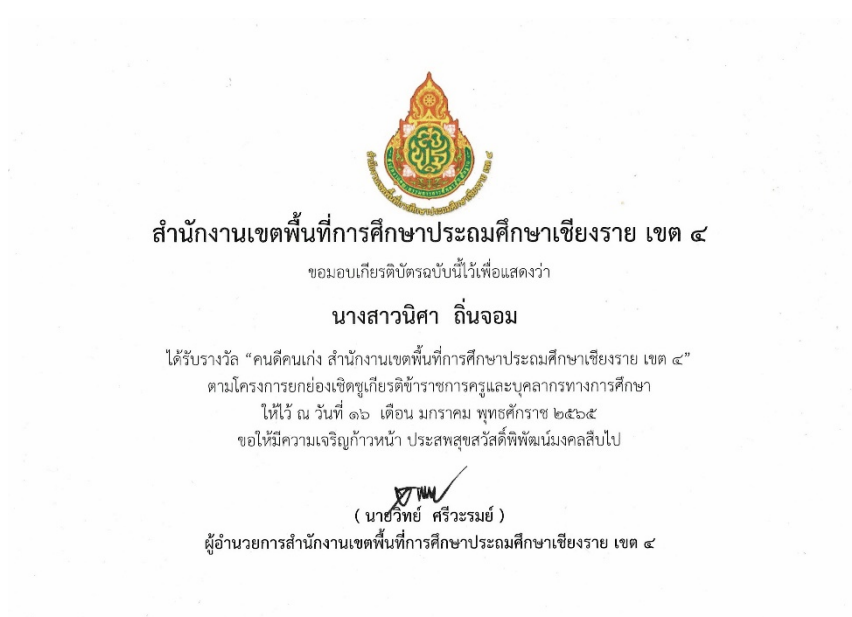 สำนักงานเขตพื้นที่การศึกษาประถมศึกษาเชียงราย เขต ๔
ขอมอบเกียรติบัตรฉบับนี้ไว้เพื่อแสดงว่า
นางสาวนิศา ถิ่นจอม
ได้รับรางวัล “คนดีคนเก่ง สำนักงานเขตพื้นที่การศึกษาประถมศึกษาเชียงราย เขต ๔”
ตามโครงการยกย่องเชิดชูเกียรติข้าราชการครูและบุคลากรทางการศึกษา
ให้ไว้ ณ วันที่ ๑๖ เดือน มกราคม พุทธศักราช ๒๕๖๕
ขอให้มีความเจริญก้าวหน้า ประสพสุขสวัสดิ์พิพัฒน์มงคลสืบไป
( นายวิทย์ ศรีวะรมย์ )
ผู้อำนวยการสำนักงานเขตพื้นที่การศึกษาประถมศึกษาเชียงราย เขต ๔